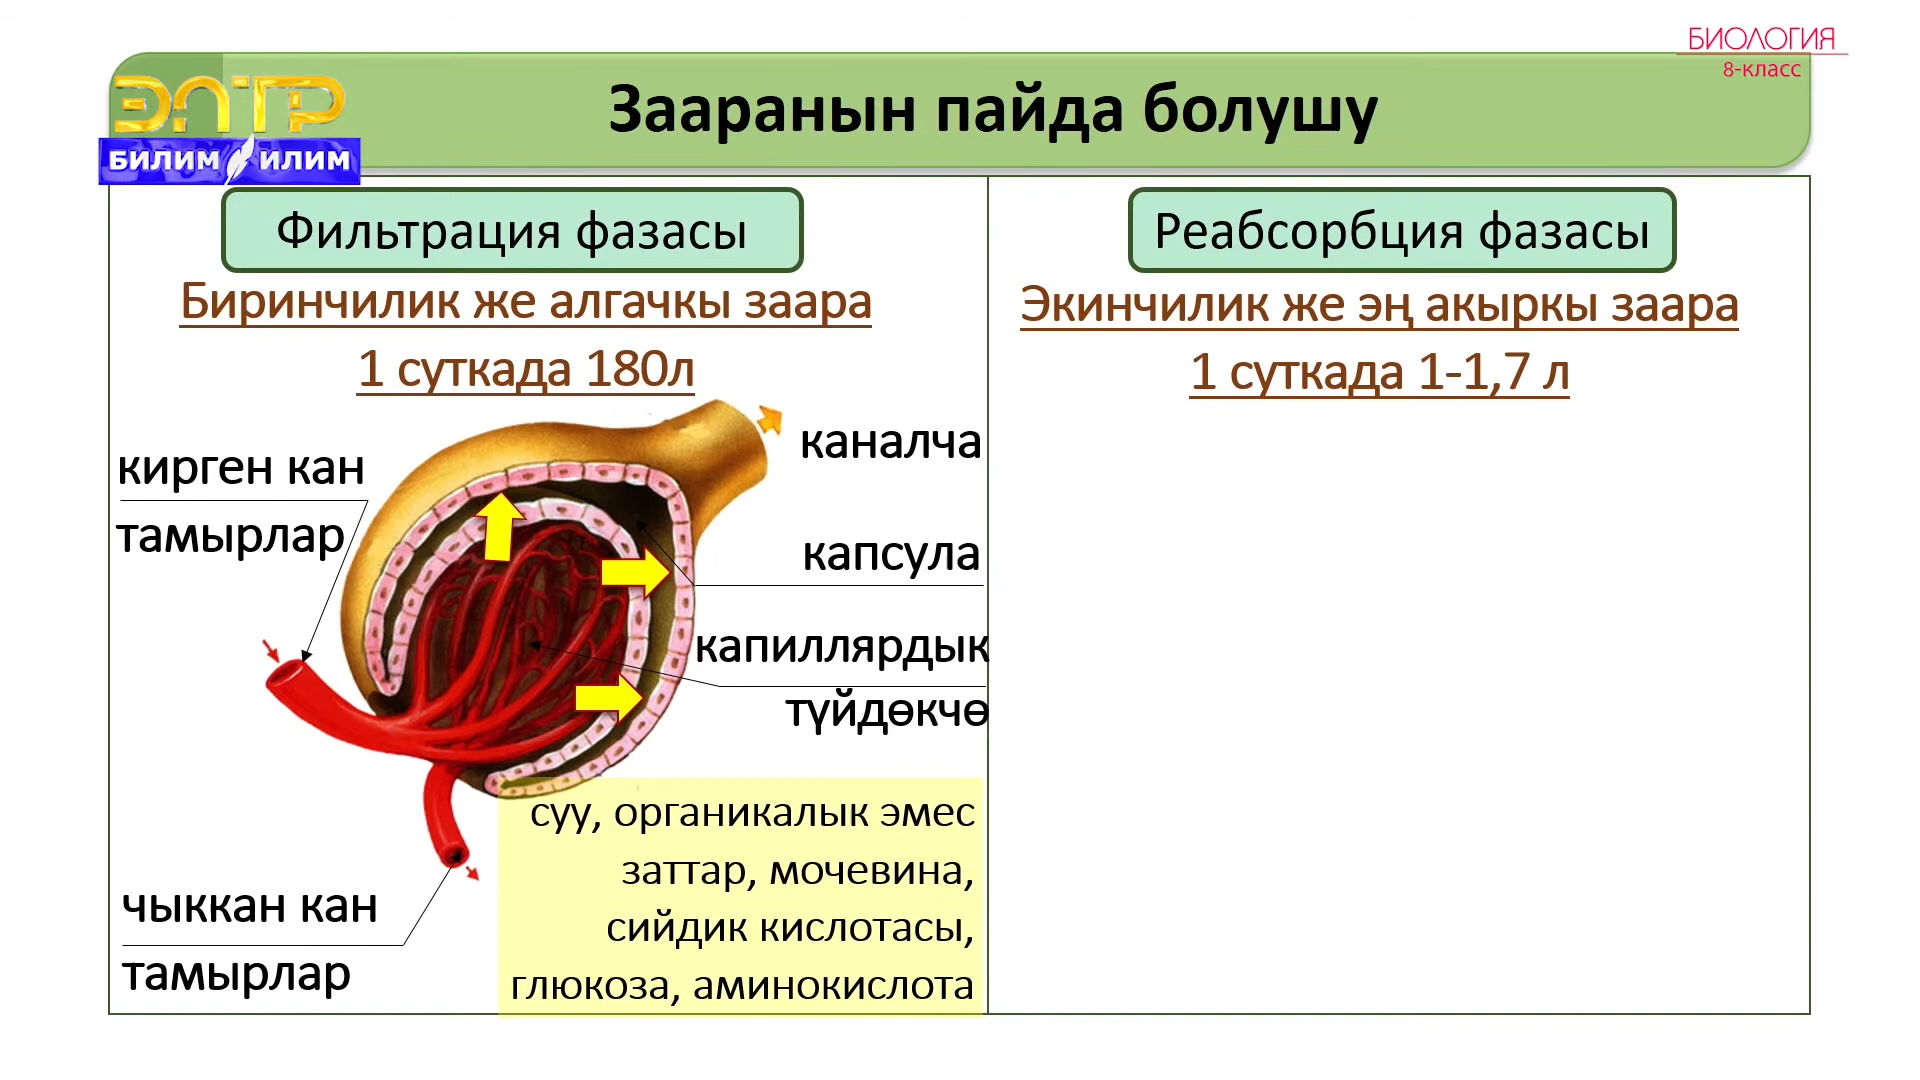 БИОЛОГИЯ
8-класс
ЭЛТР
БИЛИМ ИЛИМ
Зааранын пайда болушу
Фильтрация фазасы
Биринчилик же алгачкы заара
1 суткада 180л
кирген кан
тамырлар
каналча
капсула
капиллярдык
түйдөкчө
чыккан кан
тамырлар
суу, органикалык эмес
заттар, мочевина,
сийдик кислотасы,
глюкоза, аминокислота
Реабсорбция фазасы
Экинчилик же эң акыркы заара
1 суткада 1-1,7 л